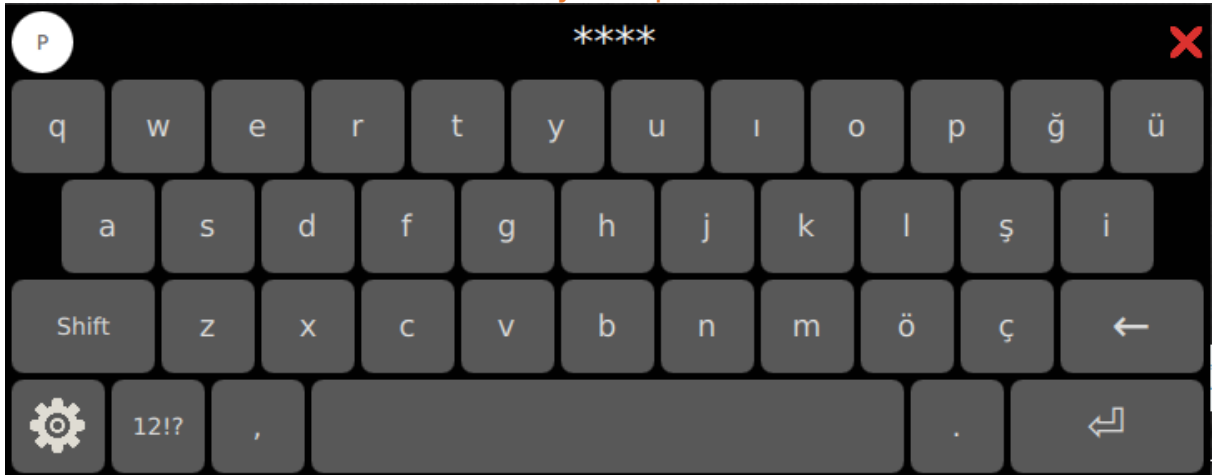 P ****
q w e r t y u ı o p ğ ü
a s d f g h j k l ş i
Shift z x c v b n m ö ç ←
12!? , .